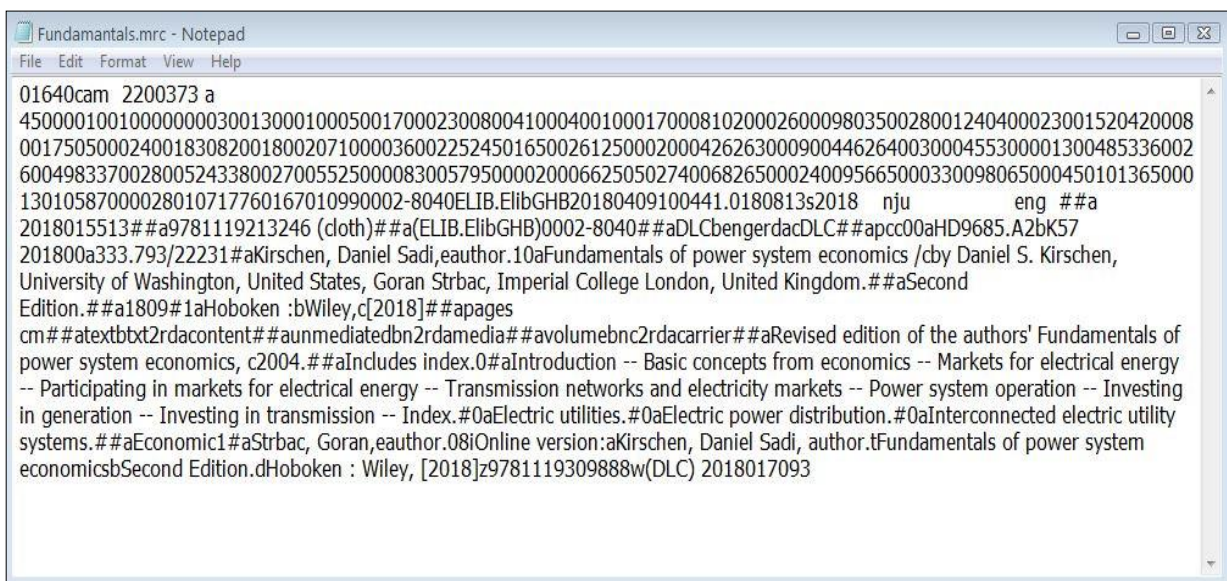 Fundamantals.mrc - Notepad
File Edit Format View Help
01640cam 2200373 a
45000010010000000030013000100050017000230080041000400100017000810200026000980350028001240400023001520420008
00175050002400183082001800207100003600225245016500261250002000426263000900446264003000455300001300485336002
60049833700280052433800270055250000830057950000200066250502740068265000240095665000330098065000450101365000
130105870000280107177601670109900​02-8040ELIB.ElibGHB20180409100441.0180813s2018 nju eng ##a
2018015513##a9781119213246 (cloth)##a(ELIB.ElibGHB)0002-8040##aDLCbengerdacDLC##apcc00aHD9685.A2bK57
201800a333.793/22231#aKirschen, Daniel Sadi,eauthor.10aFundamentals of power system economics /cby Daniel S. Kirschen,
University of Washington, United States, Goran Strbac, Imperial College London, United Kingdom.##aSecond
Edition.##a1809#1aHoboken :bWiley,c[2018]##apages
cm##atextbtxt2rdacontent##aunmediatedbn2rdamedia##avolumebnc2rdacarrier##aRevised edition of the authors' Fundamentals of
power system economics, c2004.##aIncludes index.0#aIntroduction -- Basic concepts from economics -- Markets for electrical energy
-- Participating in markets for electrical energy -- Transmission networks and electricity markets -- Power system operation -- Investing
in generation -- Investing in transmission -- Index.#0aElectric utilities.#0aElectric power distribution.#0aInterconnected electric utility
systems.##aEconomic1#aStrbac, Goran,eauthor.08iOnline version:aKirschen, Daniel Sadi, author.tFundamentals of power system
economicsbSecond Edition.dHoboken : Wiley, [2018]z9781119309888w(DLC) 2018017093